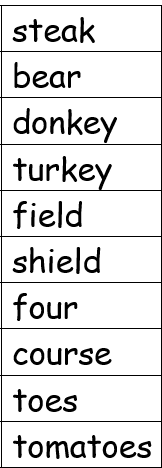 steak
bear
donkey
turkey
field
shield
four
course
toes
tomatoes